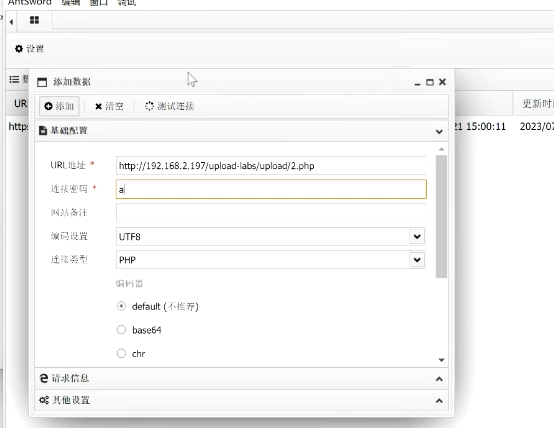 AntSword 编辑 窗口 调试
设置
添加数据
添加 清空 测试连接
UR
更新时间
基础配置
http
21 15:00:11 2023/07
URL地址 * http://192.168.2.197/upload-labs/upload/2.php
连接密码 * a
网站备注
编码设置 UTF8
连接类型 PHP
编码器
default (不推荐)
base64
chr
请求信息
其他设置